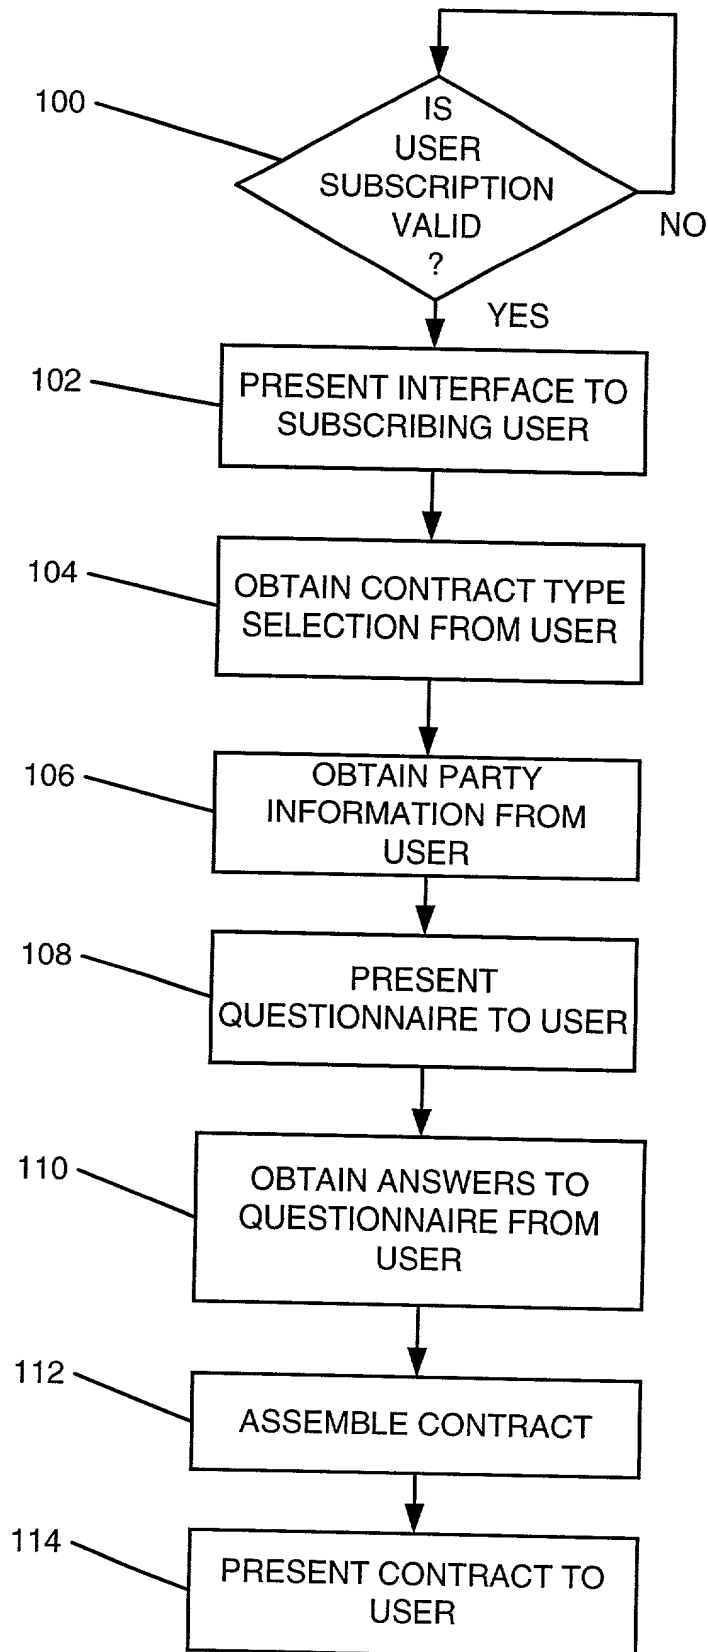 100
IS
USER
SUBSCRIPTION
VALID
?
NO
YES
102
PRESENT INTERFACE TO
SUBSCRIBING USER
104
OBTAIN CONTRACT TYPE
SELECTION FROM USER
106
OBTAIN PARTY
INFORMATION FROM
USER
108
PRESENT
QUESTIONNAIRE TO USER
110
OBTAIN ANSWERS TO
QUESTIONNAIRE FROM
USER
112
ASSEMBLE CONTRACT
114
PRESENT CONTRACT TO
USER